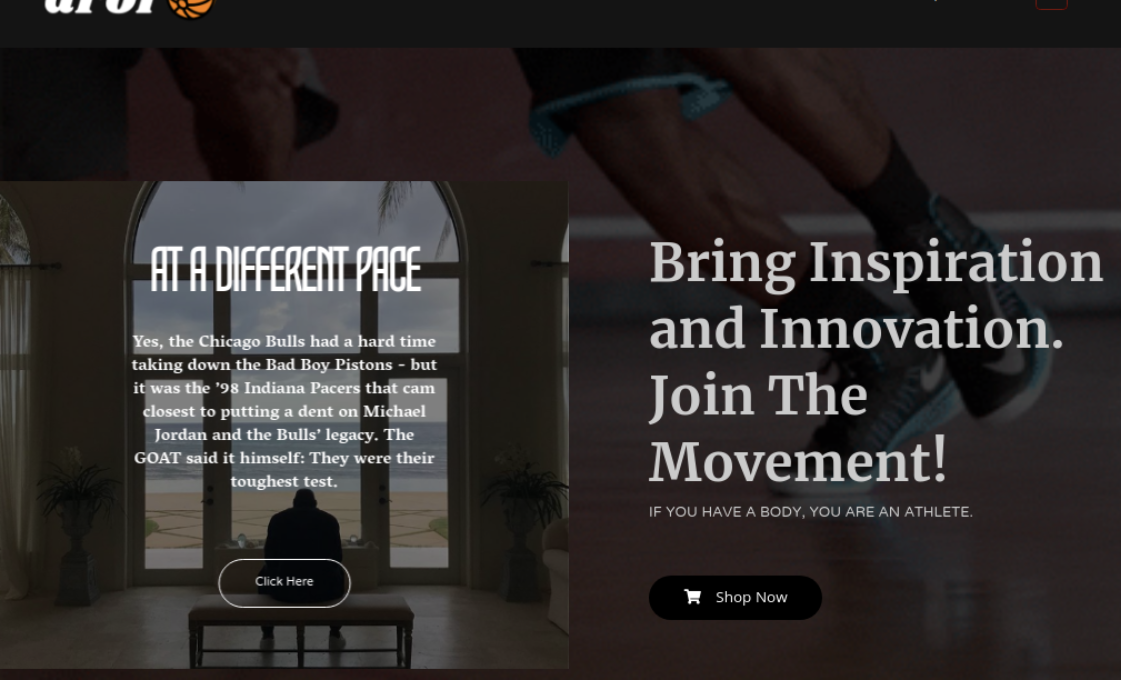 AT A DIFFERENT PACE
Yes, the Chicago Bulls had a hard time
taking down the Bad Boy Pistons - but
it was the '98 Indiana Pacers that cam
closest to putting a dent on Michael
Jordan and the Bulls' legacy. The
GOAT said it himself: They were their
toughest test.
Click Here
Bring Inspiration
and Innovation.
Join The
Movement!
IF YOU HAVE A BODY, YOU ARE AN ATHLETE.
Shop Now